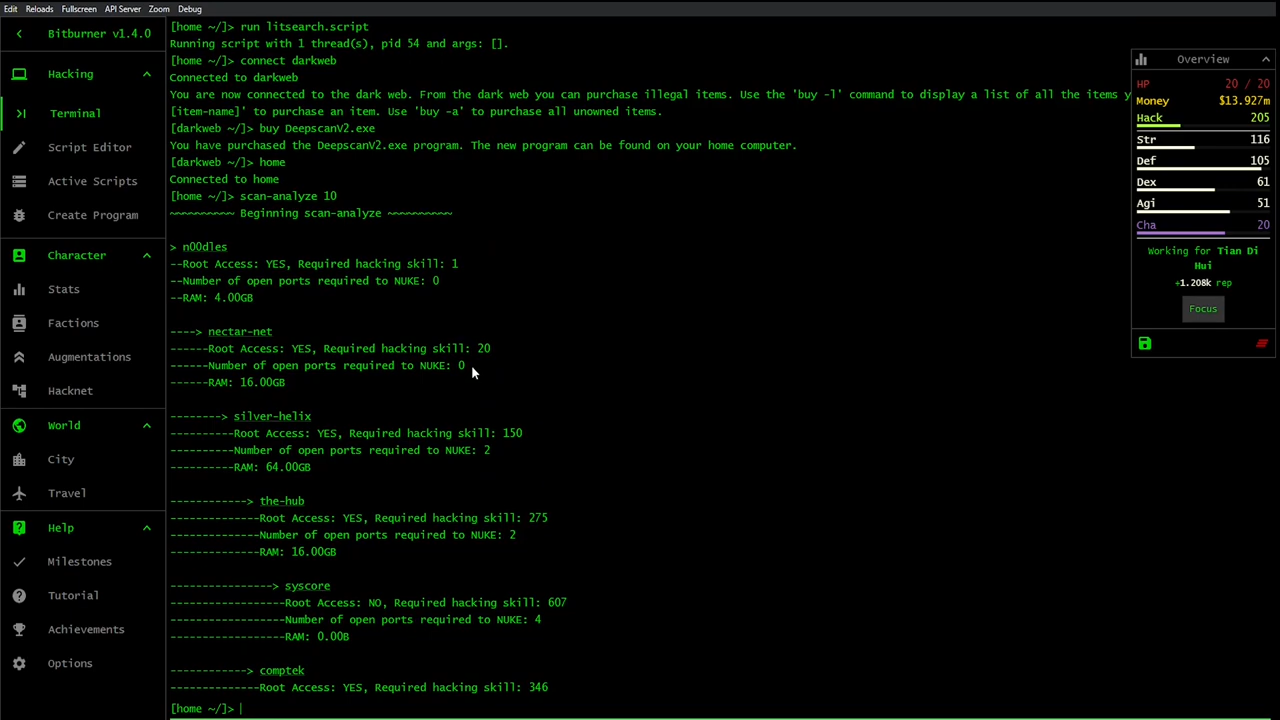 Edit Reloads Fullscreen API Server Zoom Debug
Bitburner v1.4.0
Hacking
Terminal
Script Editor
Active Scripts
Create Program
Character
Stats
Factions
Augmentations
Hacknet
World
City
Travel
Help
Milestones
Tutorial
Achievements
Options
[home ~/]> run litsearch.script
Running script with 1 thread(s), pid 54 and args: [].
[home ~/]> connect darkweb
Connected to darkweb
You are now connected to the dark web. From the dark web you can purchase illegal items. Use the 'buy -l' command to display a list of all the items y
[item-name]' to purchase an item. Use 'buy -a' to purchase all unowned items.
[darkweb ~/]> buy DeepscanV2.exe
You have purchased the DeepscanV2.exe program. The new program can be found on your home computer.
[darkweb ~/]> home
Connected to home
[home ~/]> scan-analyze 10
~~~~~~~~~~ Beginning scan-analyze ~~~~~~~~~~
> n00dles
--Root Access: YES, Required hacking skill: 1
--Number of open ports required to NUKE: 0
--RAM: 4.00GB
----> nectar-net
------Root Access: YES, Required hacking skill: 20
------Number of open ports required to NUKE: 0
------RAM: 16.00GB
--------> silver-helix
----------Root Access: YES, Required hacking skill: 150
----------Number of open ports required to NUKE: 2
----------RAM: 64.00GB
------------> the-hub
--------------Root Access: YES, Required hacking skill: 275
--------------Number of open ports required to NUKE: 2
--------------RAM: 16.00GB
----------------> syscore
------------------Root Access: NO, Required hacking skill: 607
------------------Number of open ports required to NUKE: 4
------------------RAM: 0.00B
------------> comptek
--------------Root Access: YES, Required hacking skill: 346
[home ~/]>
Overview
HP 20 / 20
Money $13.927m
Hack 205
Str 116
Def 105
Dex 61
Agi 51
Cha 20
Working for Tian Di
Hui
+1.208k rep
Focus